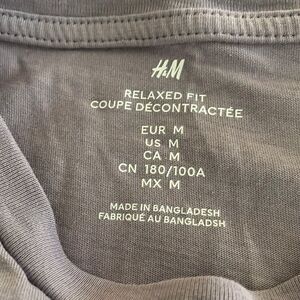 H&M
RELAXED FIT
COUPE DÉCONTRACTÉE
EUR M
US M
CA M
CN 180/100A
MX M
MADE IN BANGLADESH
FABRIQUÉ AU BANGLADSH